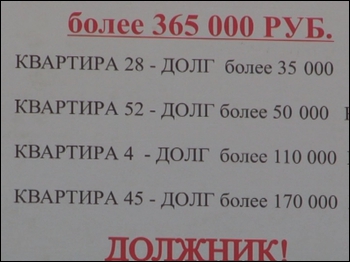 более 365 000 РУБ.
КВАРТИРА 28 - ДОЛГ более 35 000
КВАРТИРА 52 - ДОЛГ более 50 000
КВАРТИРА 4 - ДОЛГ более 110 000
КВАРТИРА 45 - ДОЛГ более 170 000
ДОЛЖНИК!